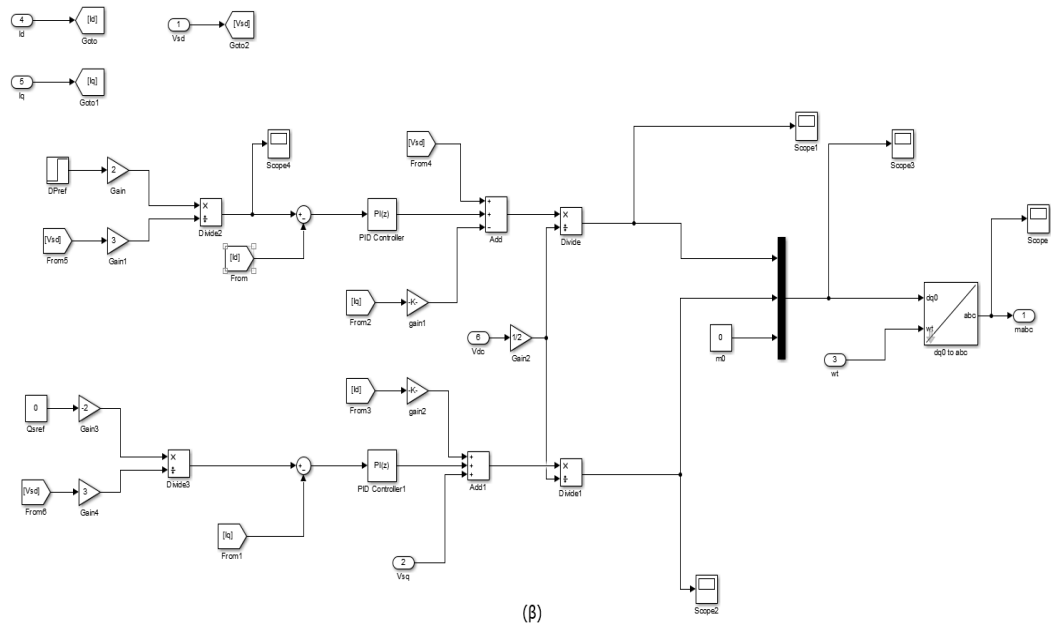 4
[Id]
Id
Goto
1
[Vsd]
Vsd
Goto2
5
[Iq]
Iq
Goto1
Scope4
[Vsd]
From4
Scope1
Scope3
DPref
2
Gain
×
÷
Divide2
[Vsd]
From5
3
Gain1
+
−
PI(z)
PID Controller
+
+
−
Add
×
÷
Divide
[Id]
From
Scope
[Iq]
From2
-K-
gain1
6
Vdc
1/2
Gain2
0
m0
dq0
wt
abc
dq0 to abc
1
mabc
3
wt
[Id]
From3
-K-
gain2
0
Qsref
-2
Gain3
×
÷
Divide3
[Vsd]
From6
3
Gain4
+
−
PI(z)
PID Controller1
+
+
+
Add1
×
÷
Divide1
[Iq]
From1
2
Vsq
Scope2
(β)